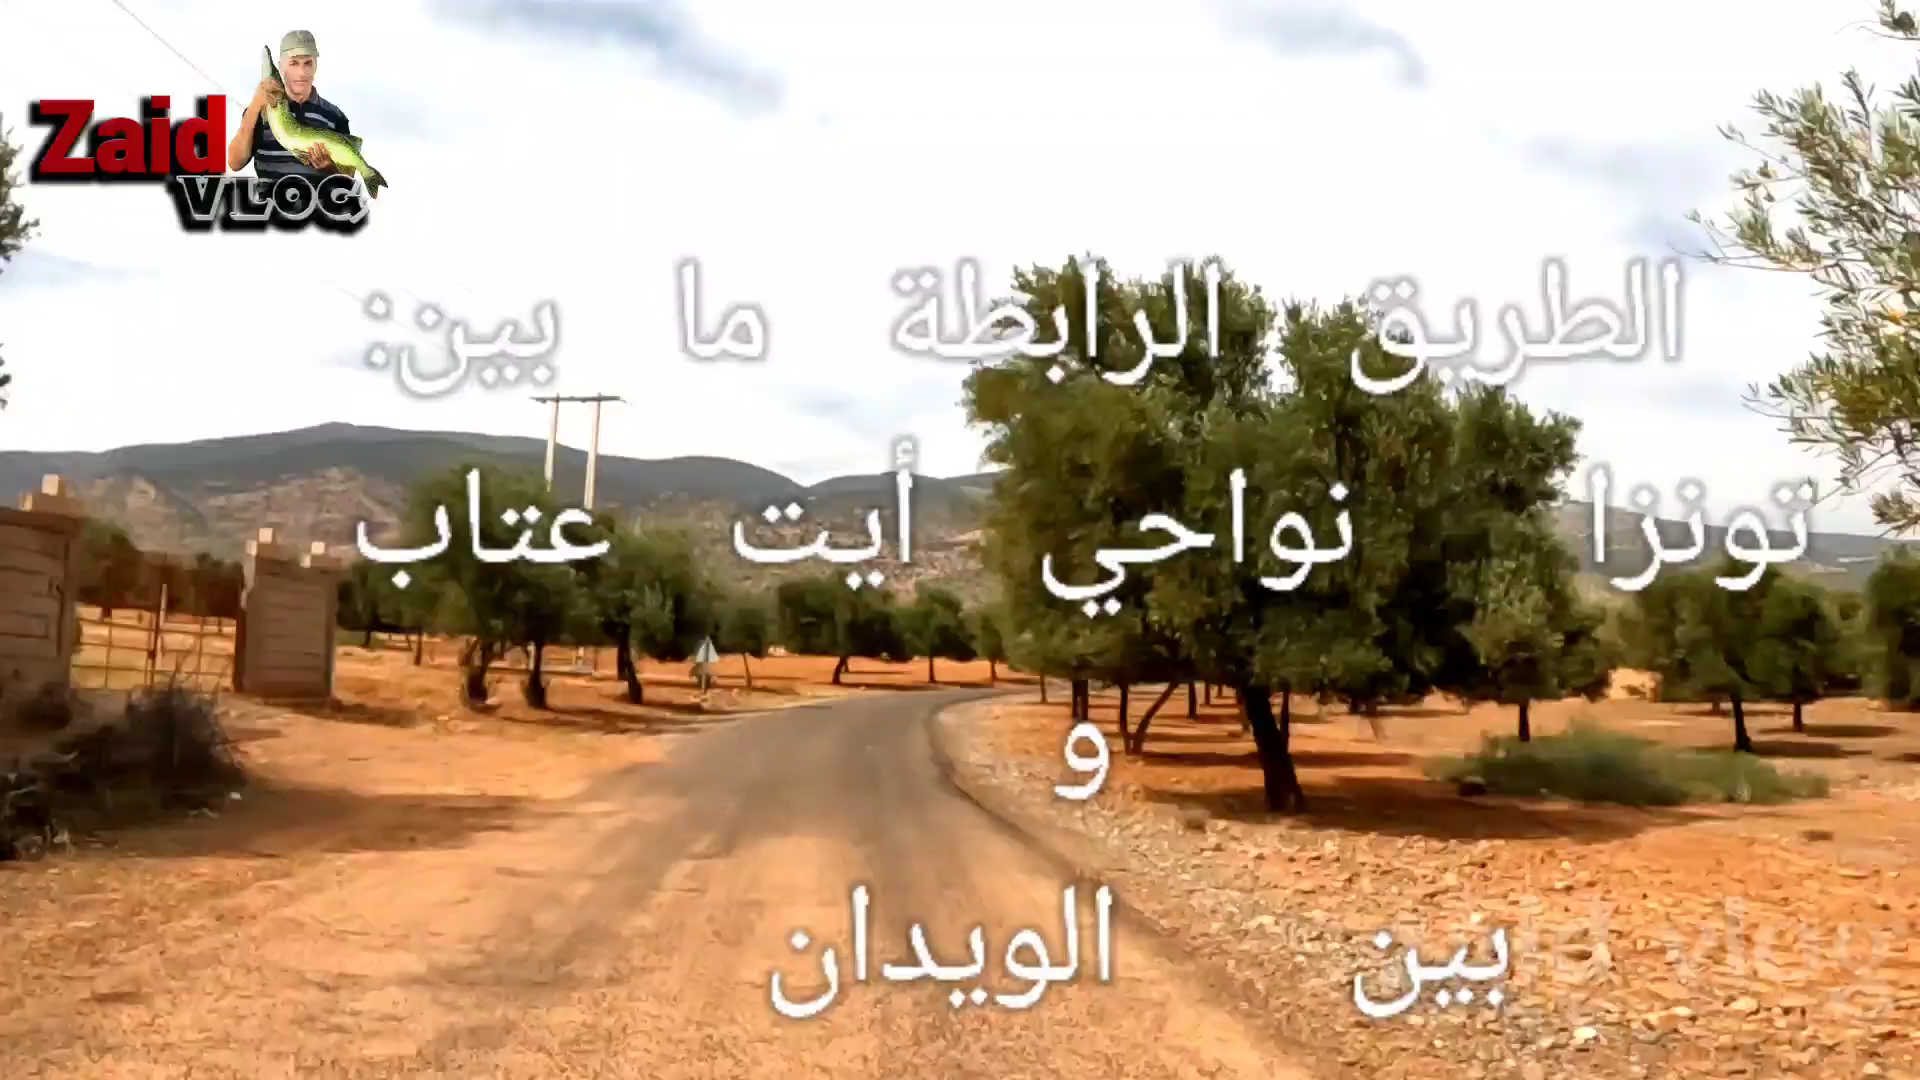 Zaid
VLOG
الطريق الرابطة ما بين:
تونزا نواحي أيت عتاب
و
بين الويدان